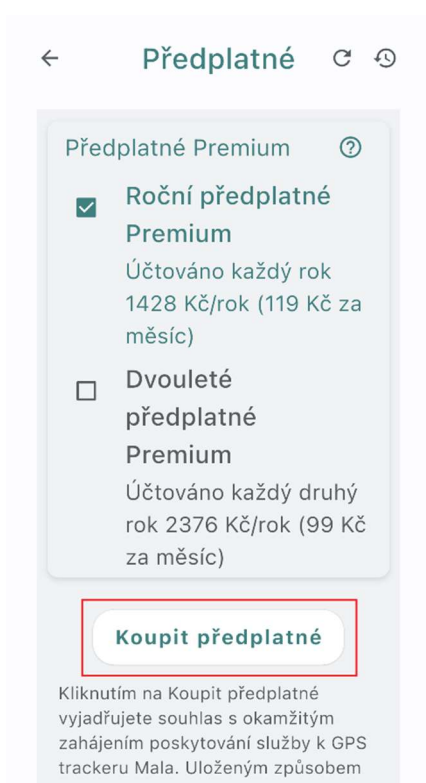 Předplatné
Předplatné Premium
Roční předplatné
Premium
Účtováno každý rok
1428 Kč/rok (119 Kč za
měsíc)
Dvouleté
předplatné
Premium
Účtováno každý druhý
rok 2376 Kč/rok (99 Kč
za měsíc)
Koupit předplatné
Kliknutím na Koupit předplatné
vyjadřujete souhlas s okamžitým
zahájením poskytování služby k GPS
trackeru Mala. Uloženým způsobem